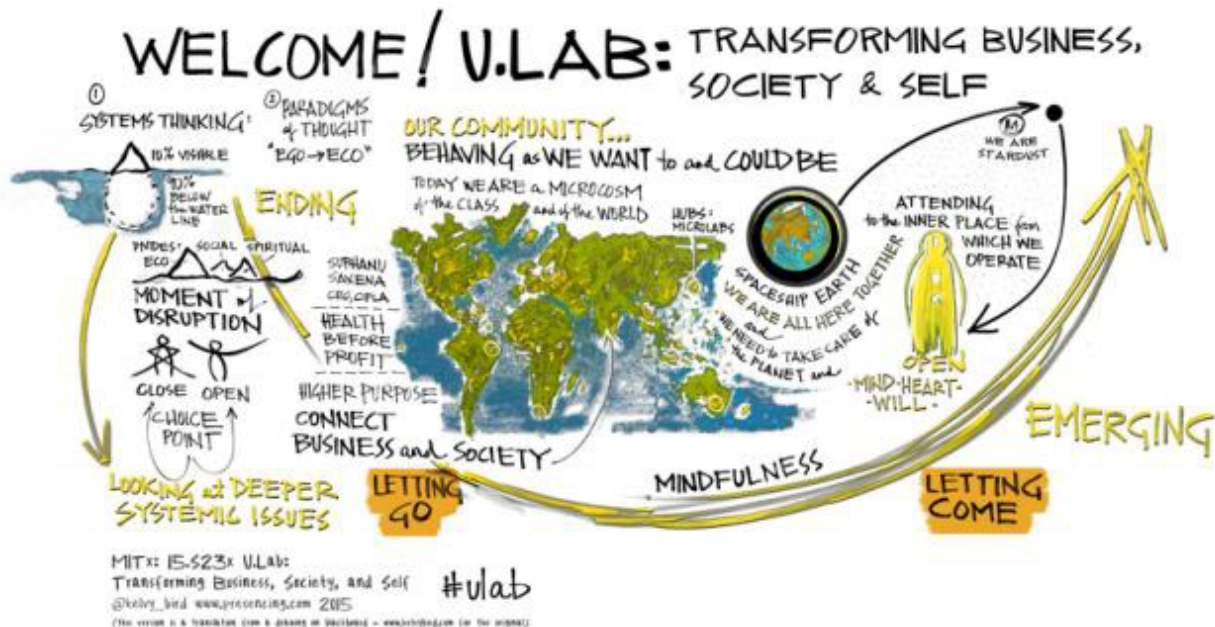 WELCOME! U.LAB: TRANSFORMING BUSINESS,
SOCIETY & SELF
①
SYSTEMS THINKING:
10% VISIBLE
90%
BELOW
the WATER
LINE
② PARADIGMS
of THOUGHT
"EGO → ECO"
ENDING
ECO
SOCIAL
SPIRITUAL
MOMENT of
DISRUPTION
CLOSE
OPEN
CHOICE
POINT
LOOKING at DEEPER
SYSTEMIC ISSUES
OUR COMMUNITY...
BEHAVING as WE WANT to and COULD BE
TODAY WE ARE a MICROCOSM
of the CLASS and of the WORLD
HUBS:
MICROLABS
HEALTH
BEFORE
PROFIT
HIGHER PURPOSE
CONNECT
BUSINESS and SOCIETY
LETTING
GO
MINDFULNESS
SPACESHIP EARTH
WE ARE ALL HERE TOGETHER
and
WE NEED to TAKE CARE of
the PLANET and
WE ARE
STARDUST
ATTENDING
to the INNER PLACE from
WHICH WE
OPERATE
OPEN
-MIND-HEART-
WILL-
EMERGING
LETTING
COME
MITx: 15.S23x U.Lab:
Transforming Business, Society, and Self
@kelvy_bird www.presencing.com 2015
#ulab